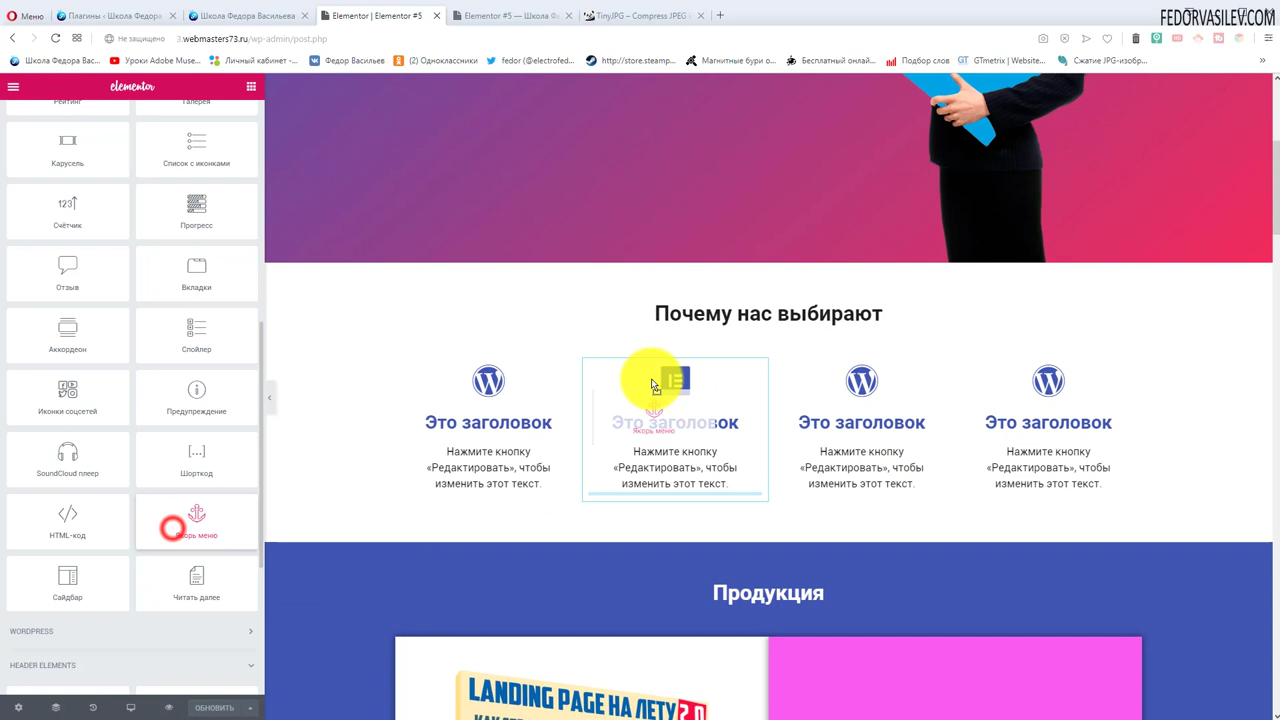 Меню
Плагины ‹ Школа Федора
Школа Федора Васильева
Elementor | Elementor #5
Elementor #5 — Школа Ф
TinyJPG – Compress JPEG i
FEDORVASILEV.COM
Не защищено
3.webmasters73.ru/wp-admin/post.php
Школа Федора Вас...
Уроки Adobe Muse...
Личный кабинет -...
Федор Васильев
(2) Одноклассники
fedor (@electrofed...
http://store.steamp...
Магнитные бури о...
Бесплатный онлай...
Подбор слов
GTmetrix | Website...
Сжатие JPG-изобр...
elementor
Рейтинг
Галерея
Карусель
Список с иконками
Счётчик
Прогресс
Отзыв
Вкладки
Аккордеон
Спойлер
Иконки соцсетей
Предупреждение
SoundCloud плеер
Шорткод
HTML-код
Якорь меню
Сайдбар
Читать далее
WORDPRESS
HEADER ELEMENTS
ОБНОВИТЬ
Почему нас выбирают
Это заголовок
Это заголовок
Якорь меню
Это заголовок
Это заголовок
Нажмите кнопку
«Редактировать», чтобы
изменить этот текст.
Нажмите кнопку
«Редактировать», чтобы
изменить этот текст.
Нажмите кнопку
«Редактировать», чтобы
изменить этот текст.
Нажмите кнопку
«Редактировать», чтобы
изменить этот текст.
Продукция
LANDING PAGE НА ЛЕТУ 2.0